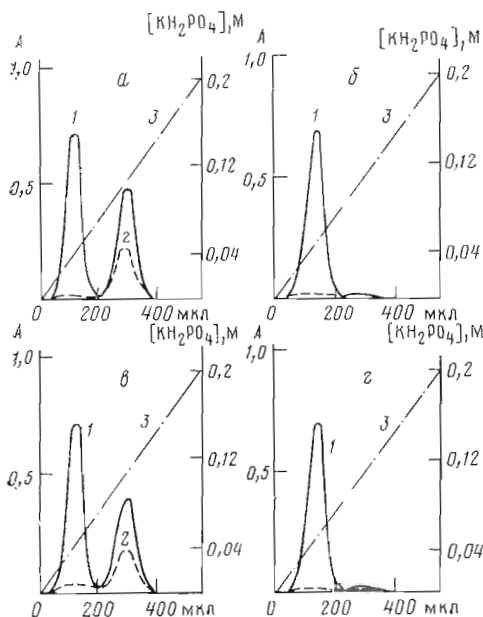 [KH₂PO₄], М
[KH₂PO₄], М
А
1,0
0,2
а
1
3
0,12
0,5
2
0,04
0 200 400 мкл
А
1,0
0,2
б
1
3
0,12
0,5
0,04
0 200 400 мкл
[KH₂PO₄], М
[KH₂PO₄], М
А
1,0
0,2
в
1
3
0,12
0,5
2
0,04
0 200 400 мкл
А
1,0
0,2
г
1
3
0,12
0,5
0,04
0 200 400 мкл